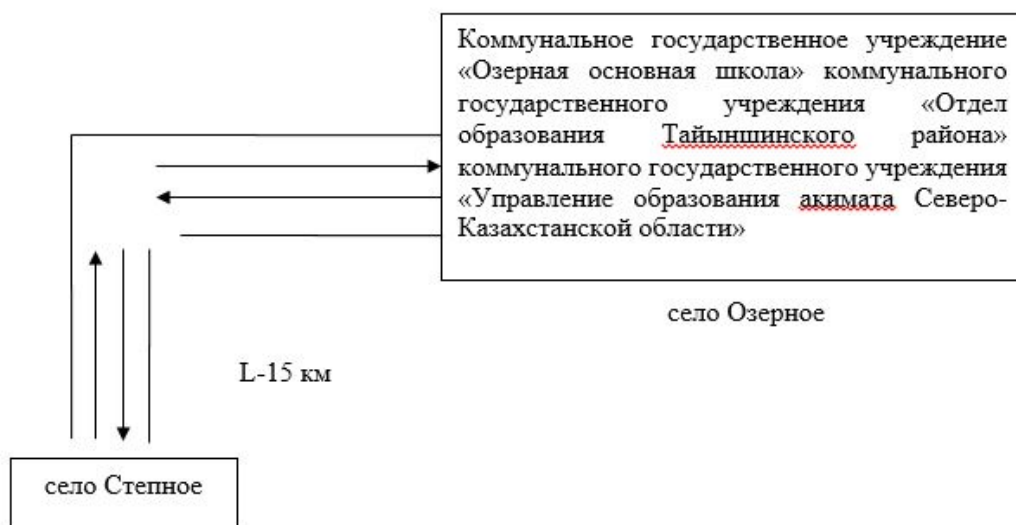 Коммунальное государственное учреждение
«Озерная основная школа» коммунального
государственного учреждения «Отдел
образования Тайыншинского района»
коммунального государственного учреждения
«Управление образования акимата Северо-
Казахстанской области»
село Озерное
L-15 км
село Степное